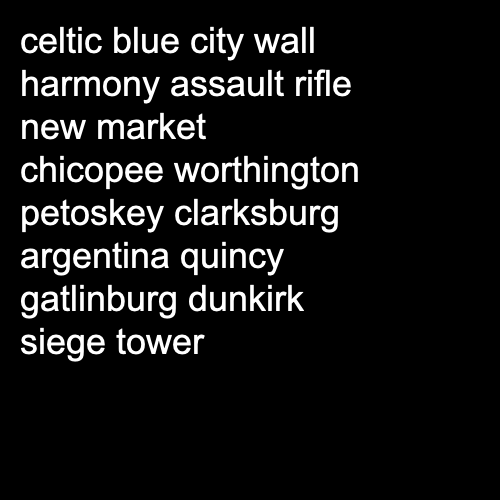 celtic blue city wall
harmony assault rifle
new market
chicopee worthington
petoskey clarksburg
argentina quincy
gatlinburg dunkirk
siege tower